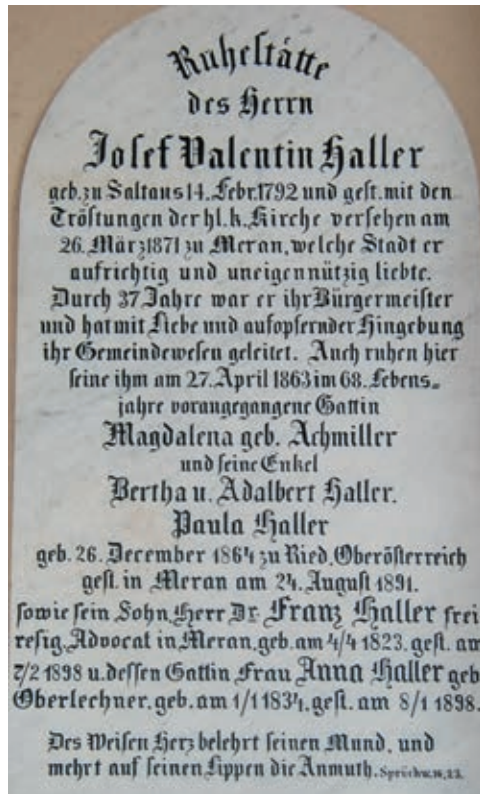 Ruheſtätte
des Herrn
Joſef Valentin Haller
geb. zu Saltaus 14. Febr. 1792 und geſt. mit den
Tröſtungen der hl. k. Kirche verſehen am
26. März 1871 zu Meran, welche Stadt er
aufrichtig und uneigennützig liebte.
Durch 37 Jahre war er ihr Bürgermeiſter
und hat mit Liebe und aufopfernder Hingebung
ihr Gemeindeweſen geleitet. Auch ruhen hier
ſeine ihm am 27. April 1863 im 68. Lebens-
jahre vorangegangene Gattin
Magdalena geb. Achmiller
und ſeine Enkel
Bertha u. Adalbert Haller.
Paula Haller
geb. 26. December 1864 zu Ried, Oberöſterreich
geſt. in Meran am 24. Auguſt 1891.
ſowie ſein Sohn, Herr Dr. Franz Haller frei
reſig. Advocat in Meran, geb. am 4/4 1823, geſt. am
7/2 1898 u. deſſen Gattin Frau Anna Haller geb.
Oberlechner, geb. am 1/1 1834, geſt. am 8/1 1898.
Des Weiſen Herz belehrt ſeinen Mund, und
mehrt auf ſeinen Lippen die Anmuth. Sprüchw. 16, 23.